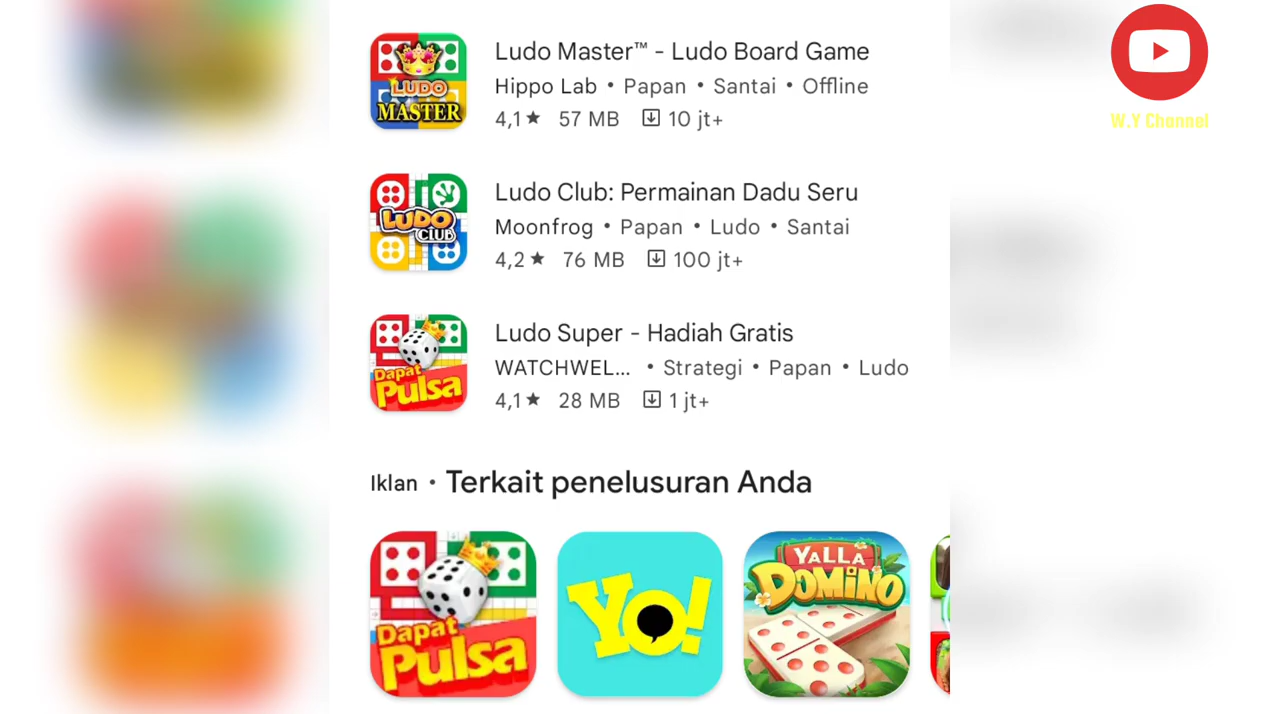 Ludo Master™ - Ludo Board Game
Hippo Lab • Papan • Santai • Offline
4,1★ 57 MB 10 jt+
LUDO
MASTER
Ludo Club: Permainan Dadu Seru
Moonfrog • Papan • Ludo • Santai
4,2★ 76 MB 100 jt+
LUDO
CLUB
Ludo Super - Hadiah Gratis
WATCHWEL... • Strategi • Papan • Ludo
4,1★ 28 MB 1 jt+
Dapat
Pulsa
Iklan • Terkait penelusuran Anda
Dapat
Pulsa
YO!
YALLA
DOMINO
W.Y Channel